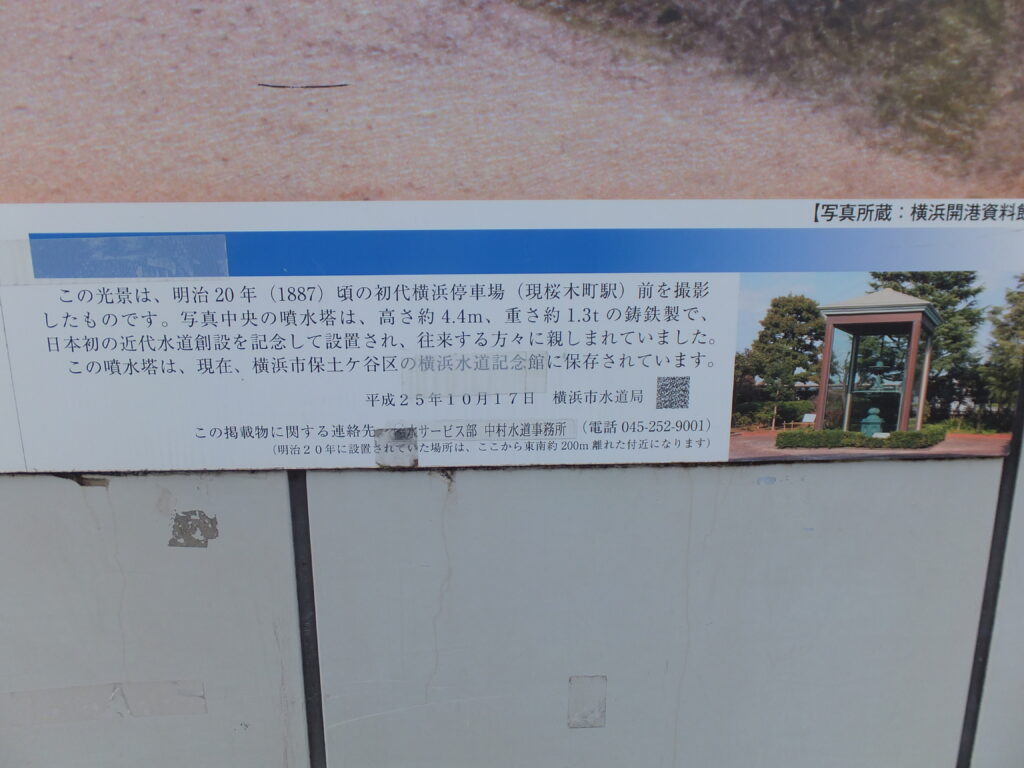 【写真所蔵：横浜開港資料館
この光景は、明治20年（1887）頃の初代横浜停車場（現桜木町駅）前を撮影
したものです。写真中央の噴水塔は、高さ約4.4m、重さ約1.3tの鋳鉄製で、
日本初の近代水道創設を記念して設置され、往来する方々に親しまれていました。
この噴水塔は、現在、横浜市保土ケ谷区の横浜水道記念館に保存されています。
平成２５年１０月１７日　横浜市水道局
この掲載物に関する連絡先　水サービス部 中村水道事務所（電話 045-252-9001）
（明治２０年に設置されていた場所は、ここから東南約 200m 離れた付近になります）